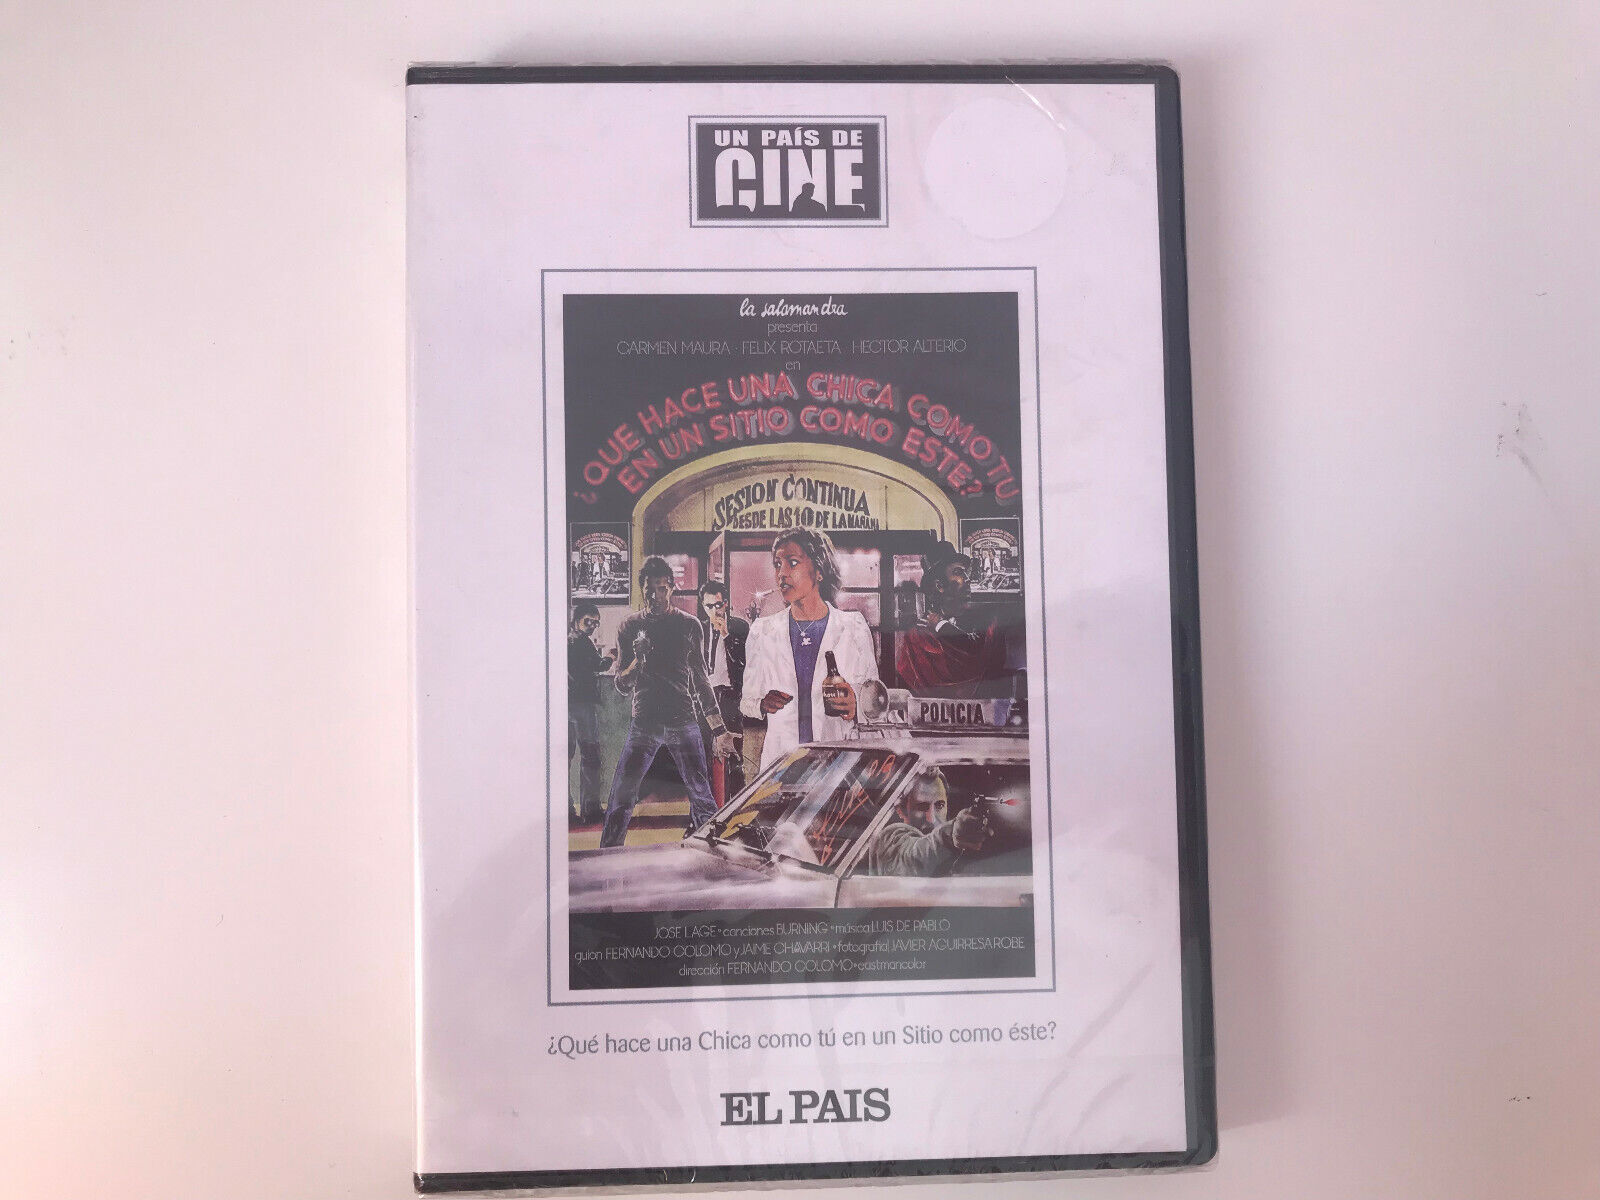 UN PAÍS DE
CINE
la salamandra
presenta
CARMEN MAURA · FELIX ROTAETA · HECTOR ALTERIO
en
¿QUE HACE UNA CHICA COMO TU
EN UN SITIO COMO ESTE?
SESION CONTINUA
DESDE LAS 10 DE LA MAÑANA
POLICIA
JOSE LAGE • canciones BURNING • música LUIS DE PABLO
guion FERNANDO COLOMO y JAIME CHAVARRI • fotografia JAVIER AGUIRRESAROBE
dirección FERNANDO COLOMO • eastmancolor
¿Qué hace una Chica como tú en un Sitio como éste?
EL PAIS